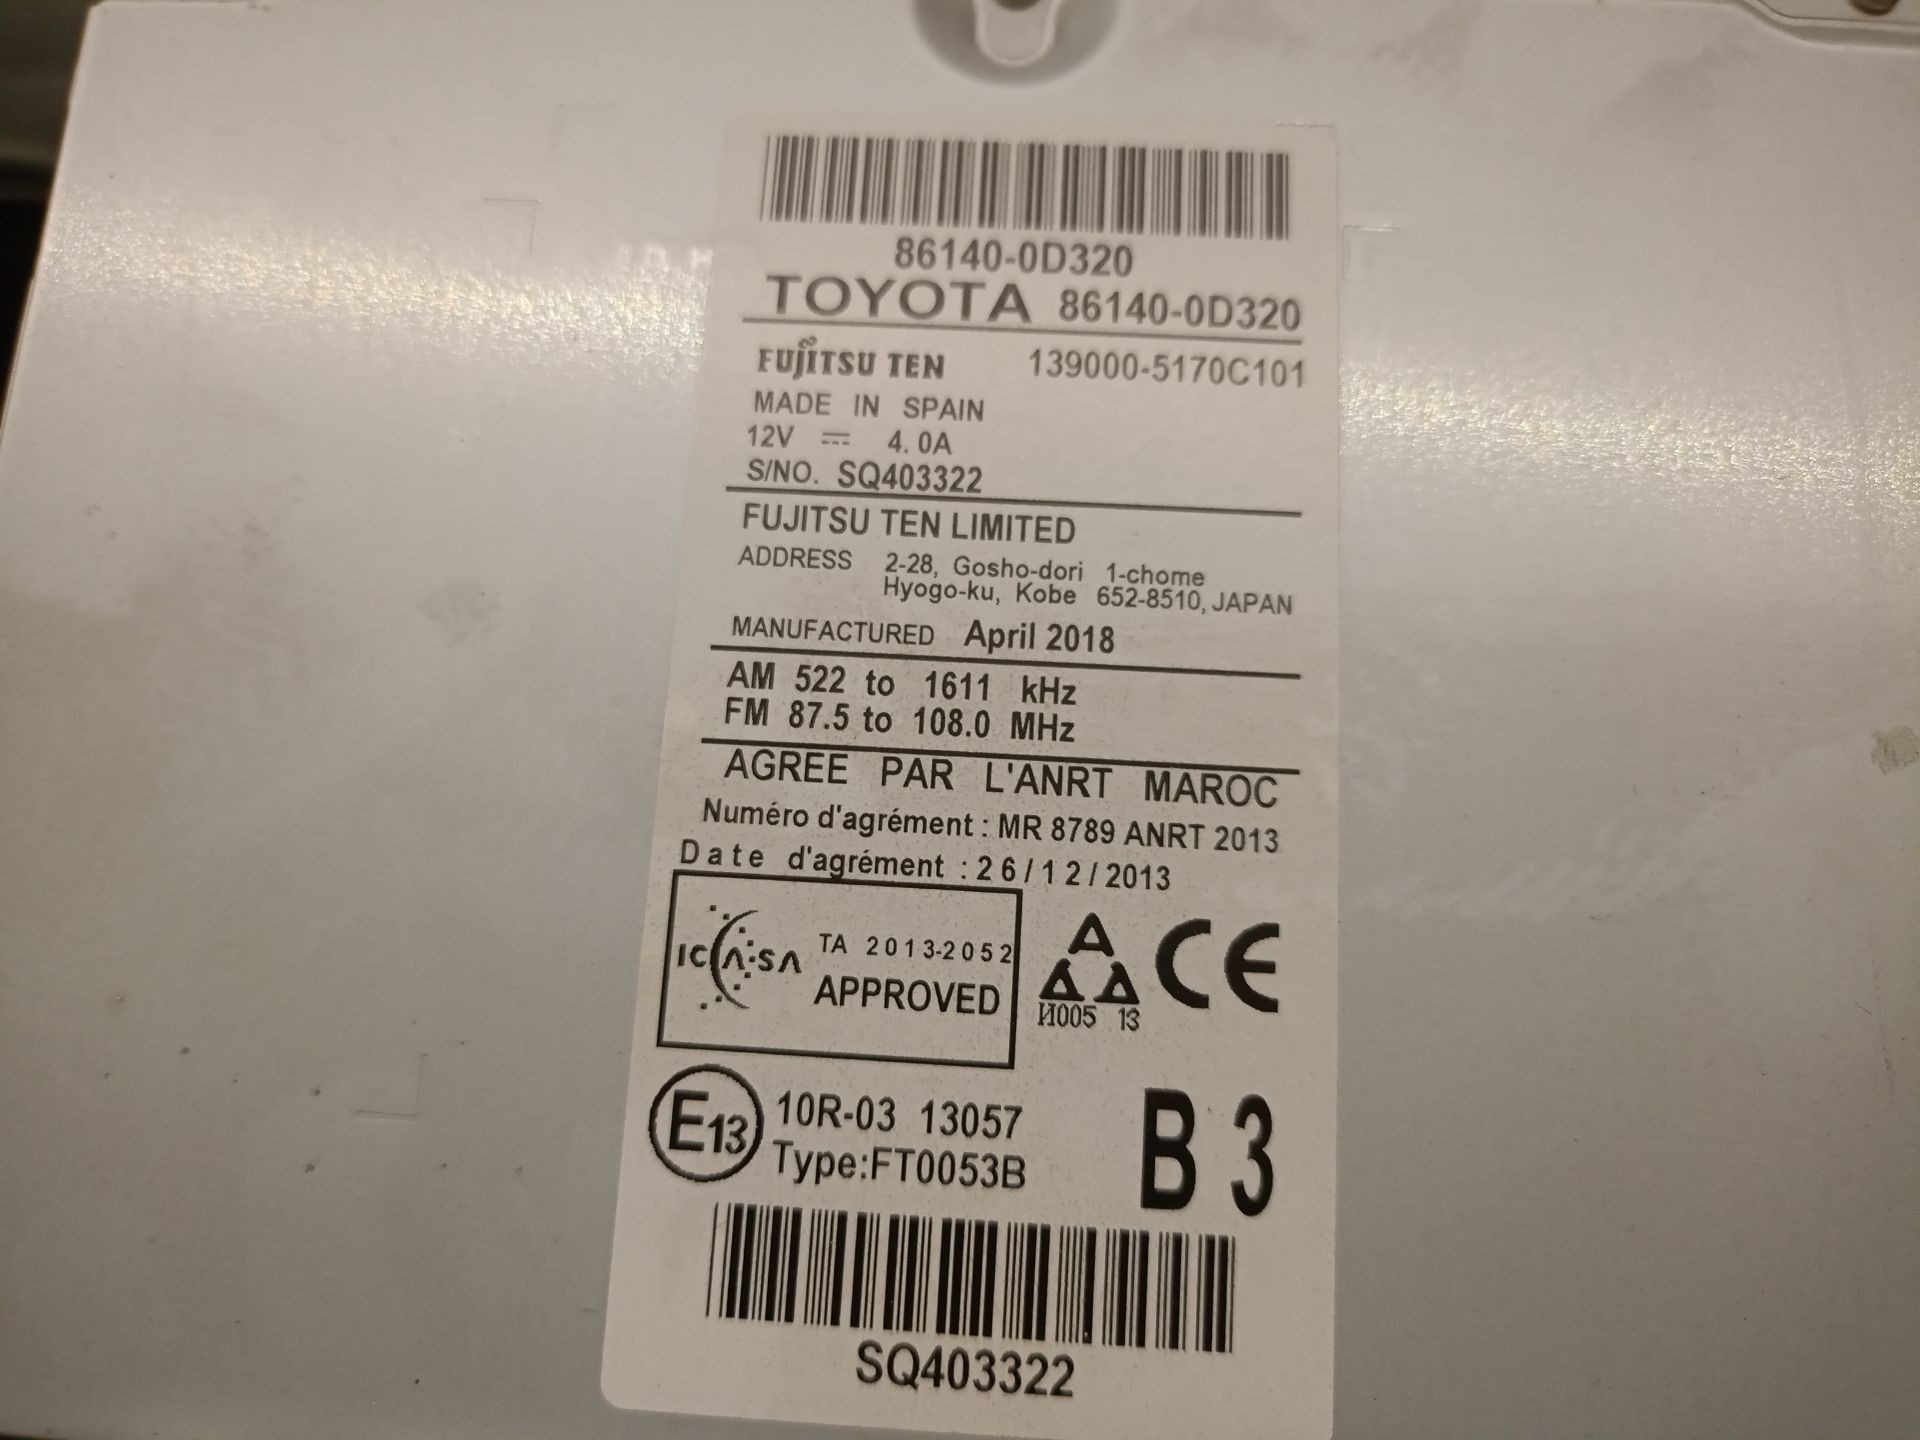 86140-0D320
TOYOTA 86140-0D320
FUJITSU TEN 139000-5170C101
MADE IN SPAIN
12V ⎓ 4.0A
S/NO. SQ403322
FUJITSU TEN LIMITED
ADDRESS 2-28, Gosho-dori 1-chome
Hyogo-ku, Kobe 652-8510, JAPAN
MANUFACTURED April 2018
AM 522 to 1611 kHz
FM 87.5 to 108.0 MHz
AGREE PAR L'ANRT MAROC
Numéro d'agrément : MR 8789 ANRT 2013
Date d'agrément : 26/12/2013
ICASA TA 2013-2052
APPROVED
CE
И005 13
E13 10R-03 13057
Type:FT0053B
B 3
SQ403322